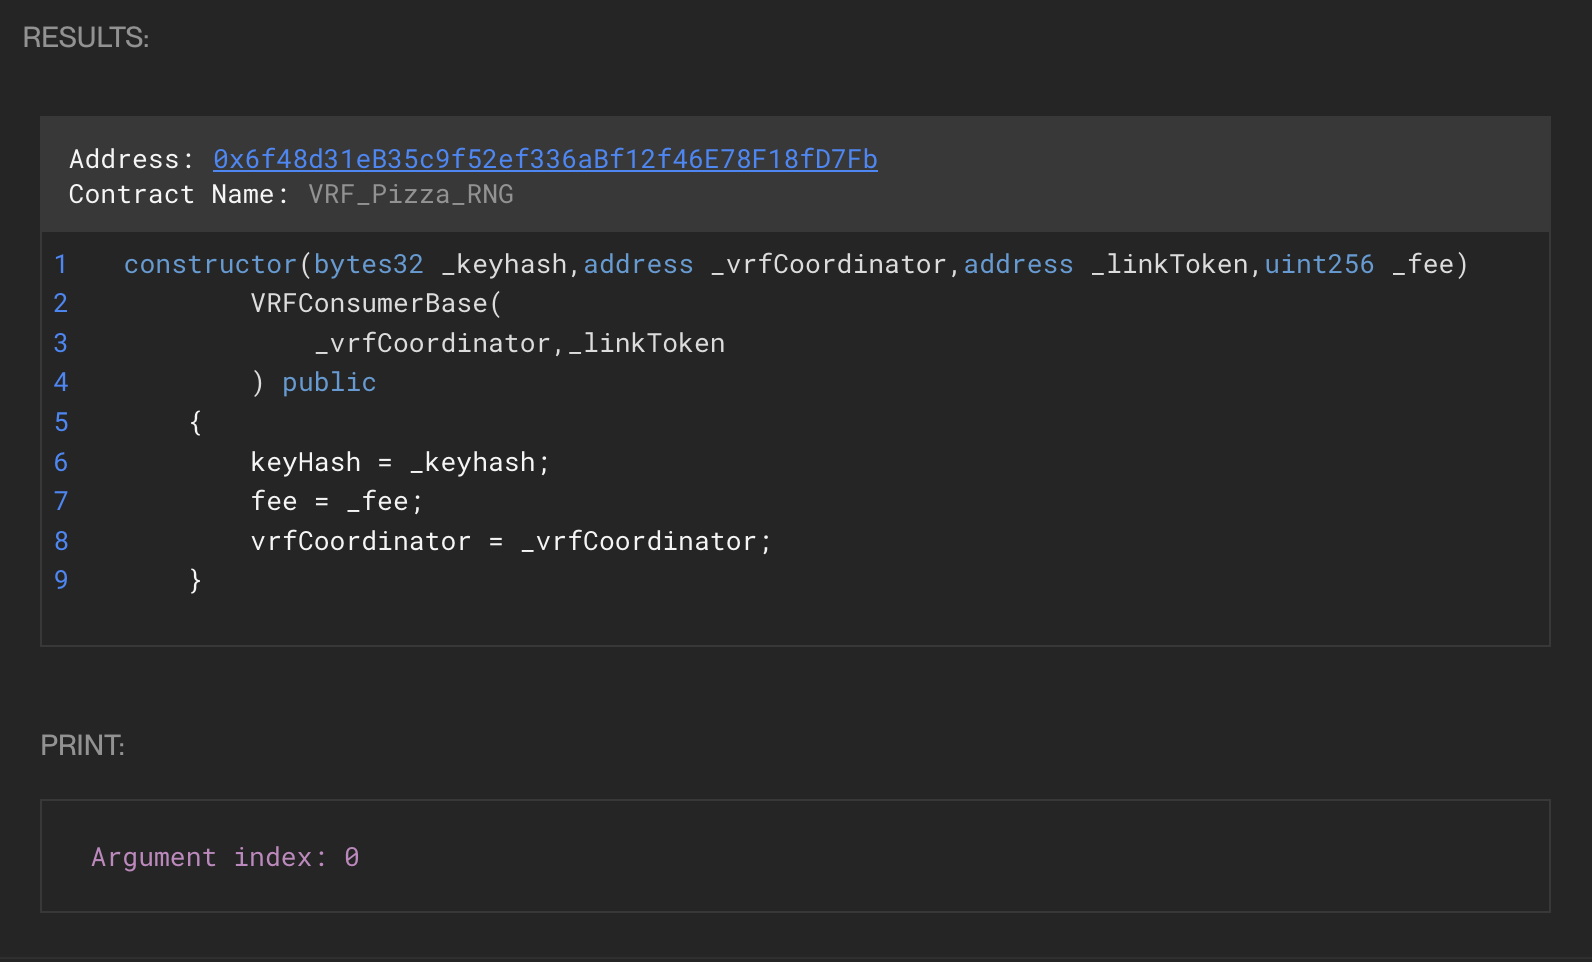 RESULTS:
Address: 0x6f48d31eB35c9f52ef336aBf12f46E78F18fD7Fb
Contract Name: VRF_Pizza_RNG
1 constructor(bytes32 _keyhash,address _vrfCoordinator,address _linkToken,uint256 _fee)
2 VRFConsumerBase(
3 _vrfCoordinator,_linkToken
4 ) public
5 {
6 keyHash = _keyhash;
7 fee = _fee;
8 vrfCoordinator = _vrfCoordinator;
9 }
PRINT:
Argument index: 0